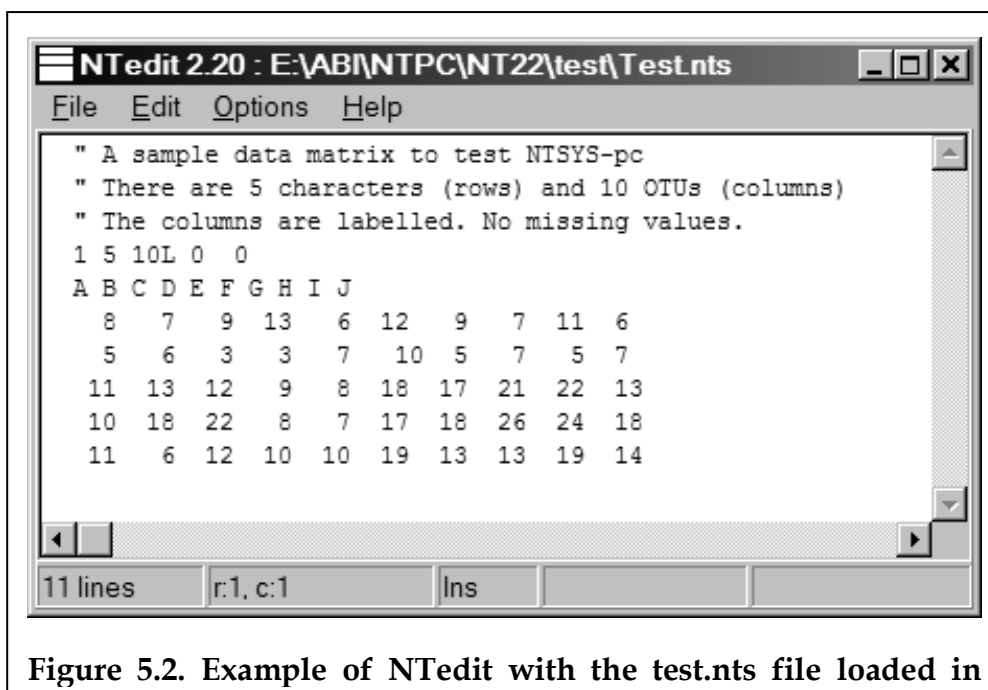 NTedit 2.20 : E:\ABI\NTPC\NT22\test\Test.nts
File Edit Options Help
" A sample data matrix to test NTSYS-pc
" There are 5 characters (rows) and 10 OTUs (columns)
" The columns are labelled. No missing values.
1 5 10L 0 0
A B C D E F G H I J
8 7 9 13 6 12 9 7 11 6
5 6 3 3 7 10 5 7 5 7
11 13 12 9 8 18 17 21 22 13
10 18 22 8 7 17 18 26 24 18
11 6 12 10 10 19 13 13 19 14
11 lines r:1, c:1 Ins
Figure 5.2. Example of NTedit with the test.nts file loaded in